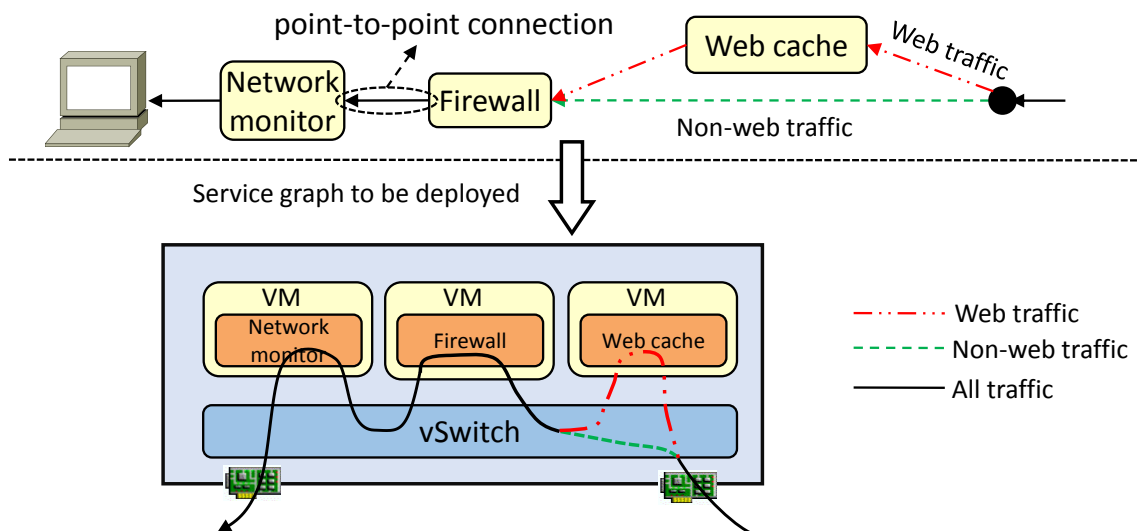 point-to-point connection
Web cache
Web traffic
Network
monitor
Firewall
Non-web traffic
Service graph to be deployed
VM
VM
VM
Network
monitor
Firewall
Web cache
vSwitch
Web traffic
Non-web traffic
All traffic